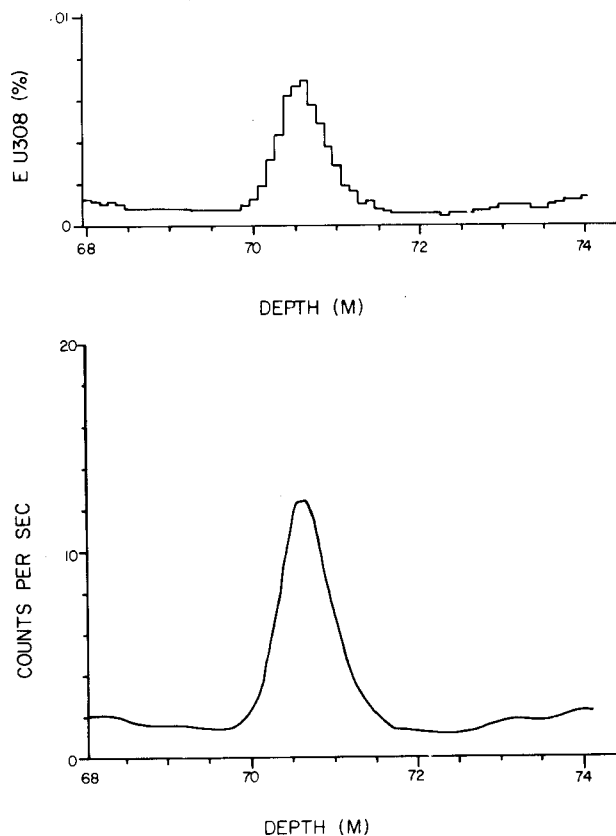 .01
E U308 (%)
0
68 70 72 74
DEPTH (M)
20
COUNTS PER SEC
10
0
68 70 72 74
DEPTH (M)